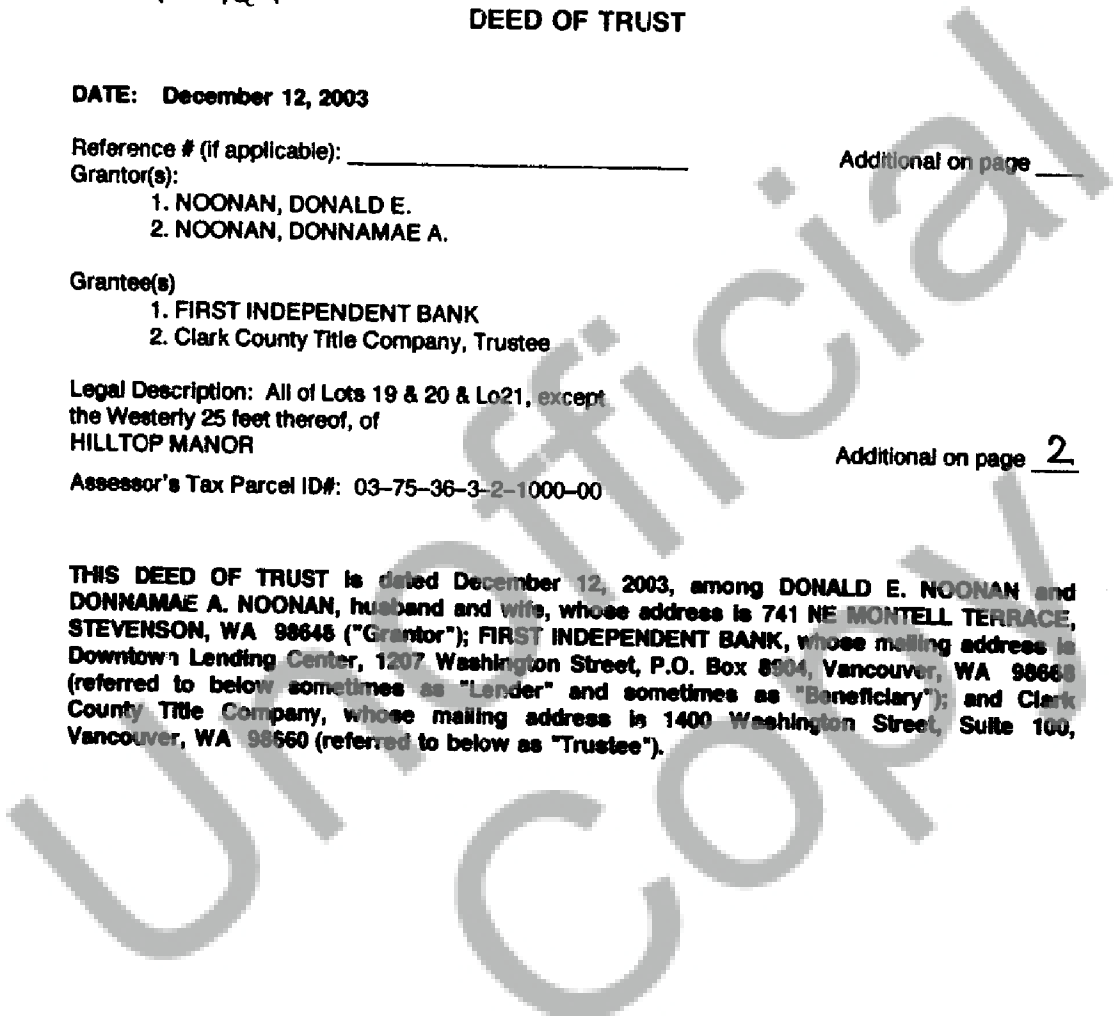 DEED OF TRUST
DATE: December 12, 2003
Reference # (if applicable): Additional on page
Grantor(s):
1. NOONAN, DONALD E.
2. NOONAN, DONNAMAE A.
Grantee(s)
1. FIRST INDEPENDENT BANK
2. Clark County Title Company, Trustee
Legal Description: All of Lots 19 & 20 & Lo21, except
the Westerly 25 feet thereof, of
HILLTOP MANOR
Additional on page 2
Assessor's Tax Parcel ID#: 03-75-36-3-2-1000-00
THIS DEED OF TRUST is dated December 12, 2003, among DONALD E. NOONAN and
DONNAMAE A. NOONAN, husband and wife, whose address is 741 NE MONTELL TERRACE,
STEVENSON, WA 98648 ("Grantor"); FIRST INDEPENDENT BANK, whose mailing address is
Downtown Lending Center, 1207 Washington Street, P.O. Box 8904, Vancouver, WA 98668
(referred to below sometimes as "Lender" and sometimes as "Beneficiary"); and Clark
County Title Company, whose mailing address is 1400 Washington Street, Suite 100,
Vancouver, WA 98660 (referred to below as "Trustee").
Unofficial
Copy